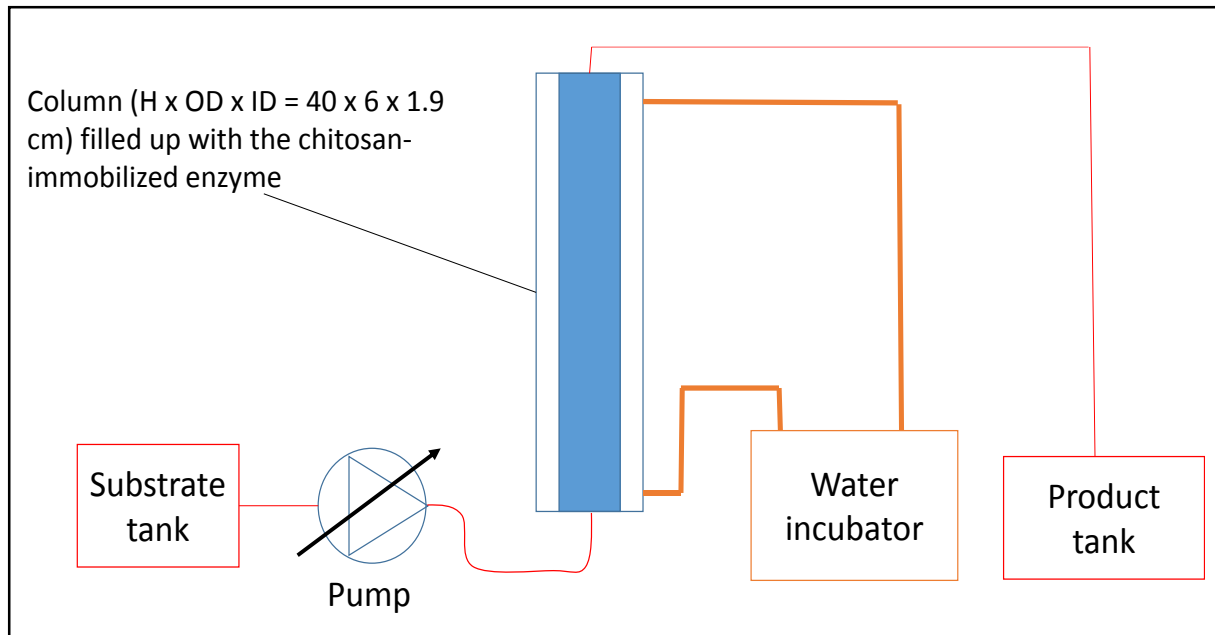 Column (H x OD x ID = 40 x 6 x 1.9
cm) filled up with the chitosan-
immobilized enzyme
Substrate
tank
Pump
Water
incubator
Product
tank